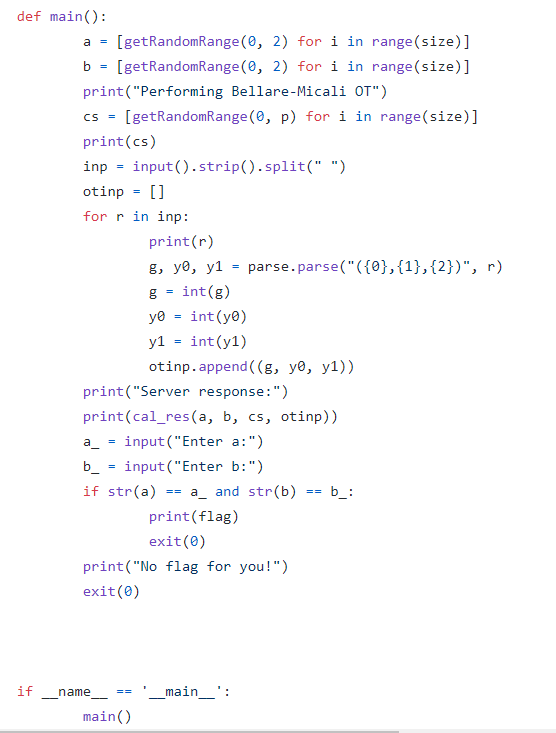 def main():
a = [getRandomRange(0, 2) for i in range(size)]
b = [getRandomRange(0, 2) for i in range(size)]
print("Performing Bellare-Micali OT")
cs = [getRandomRange(0, p) for i in range(size)]
print(cs)
inp = input().strip().split(" ")
otinp = []
for r in inp:
print(r)
g, y0, y1 = parse.parse("({0},{1},{2})", r)
g = int(g)
y0 = int(y0)
y1 = int(y1)
otinp.append((g, y0, y1))
print("Server response:")
print(cal_res(a, b, cs, otinp))
a_ = input("Enter a:")
b_ = input("Enter b:")
if str(a) == a_ and str(b) == b_:
print(flag)
exit(0)
print("No flag for you!")
exit(0)
if __name__ == '__main__':
main()